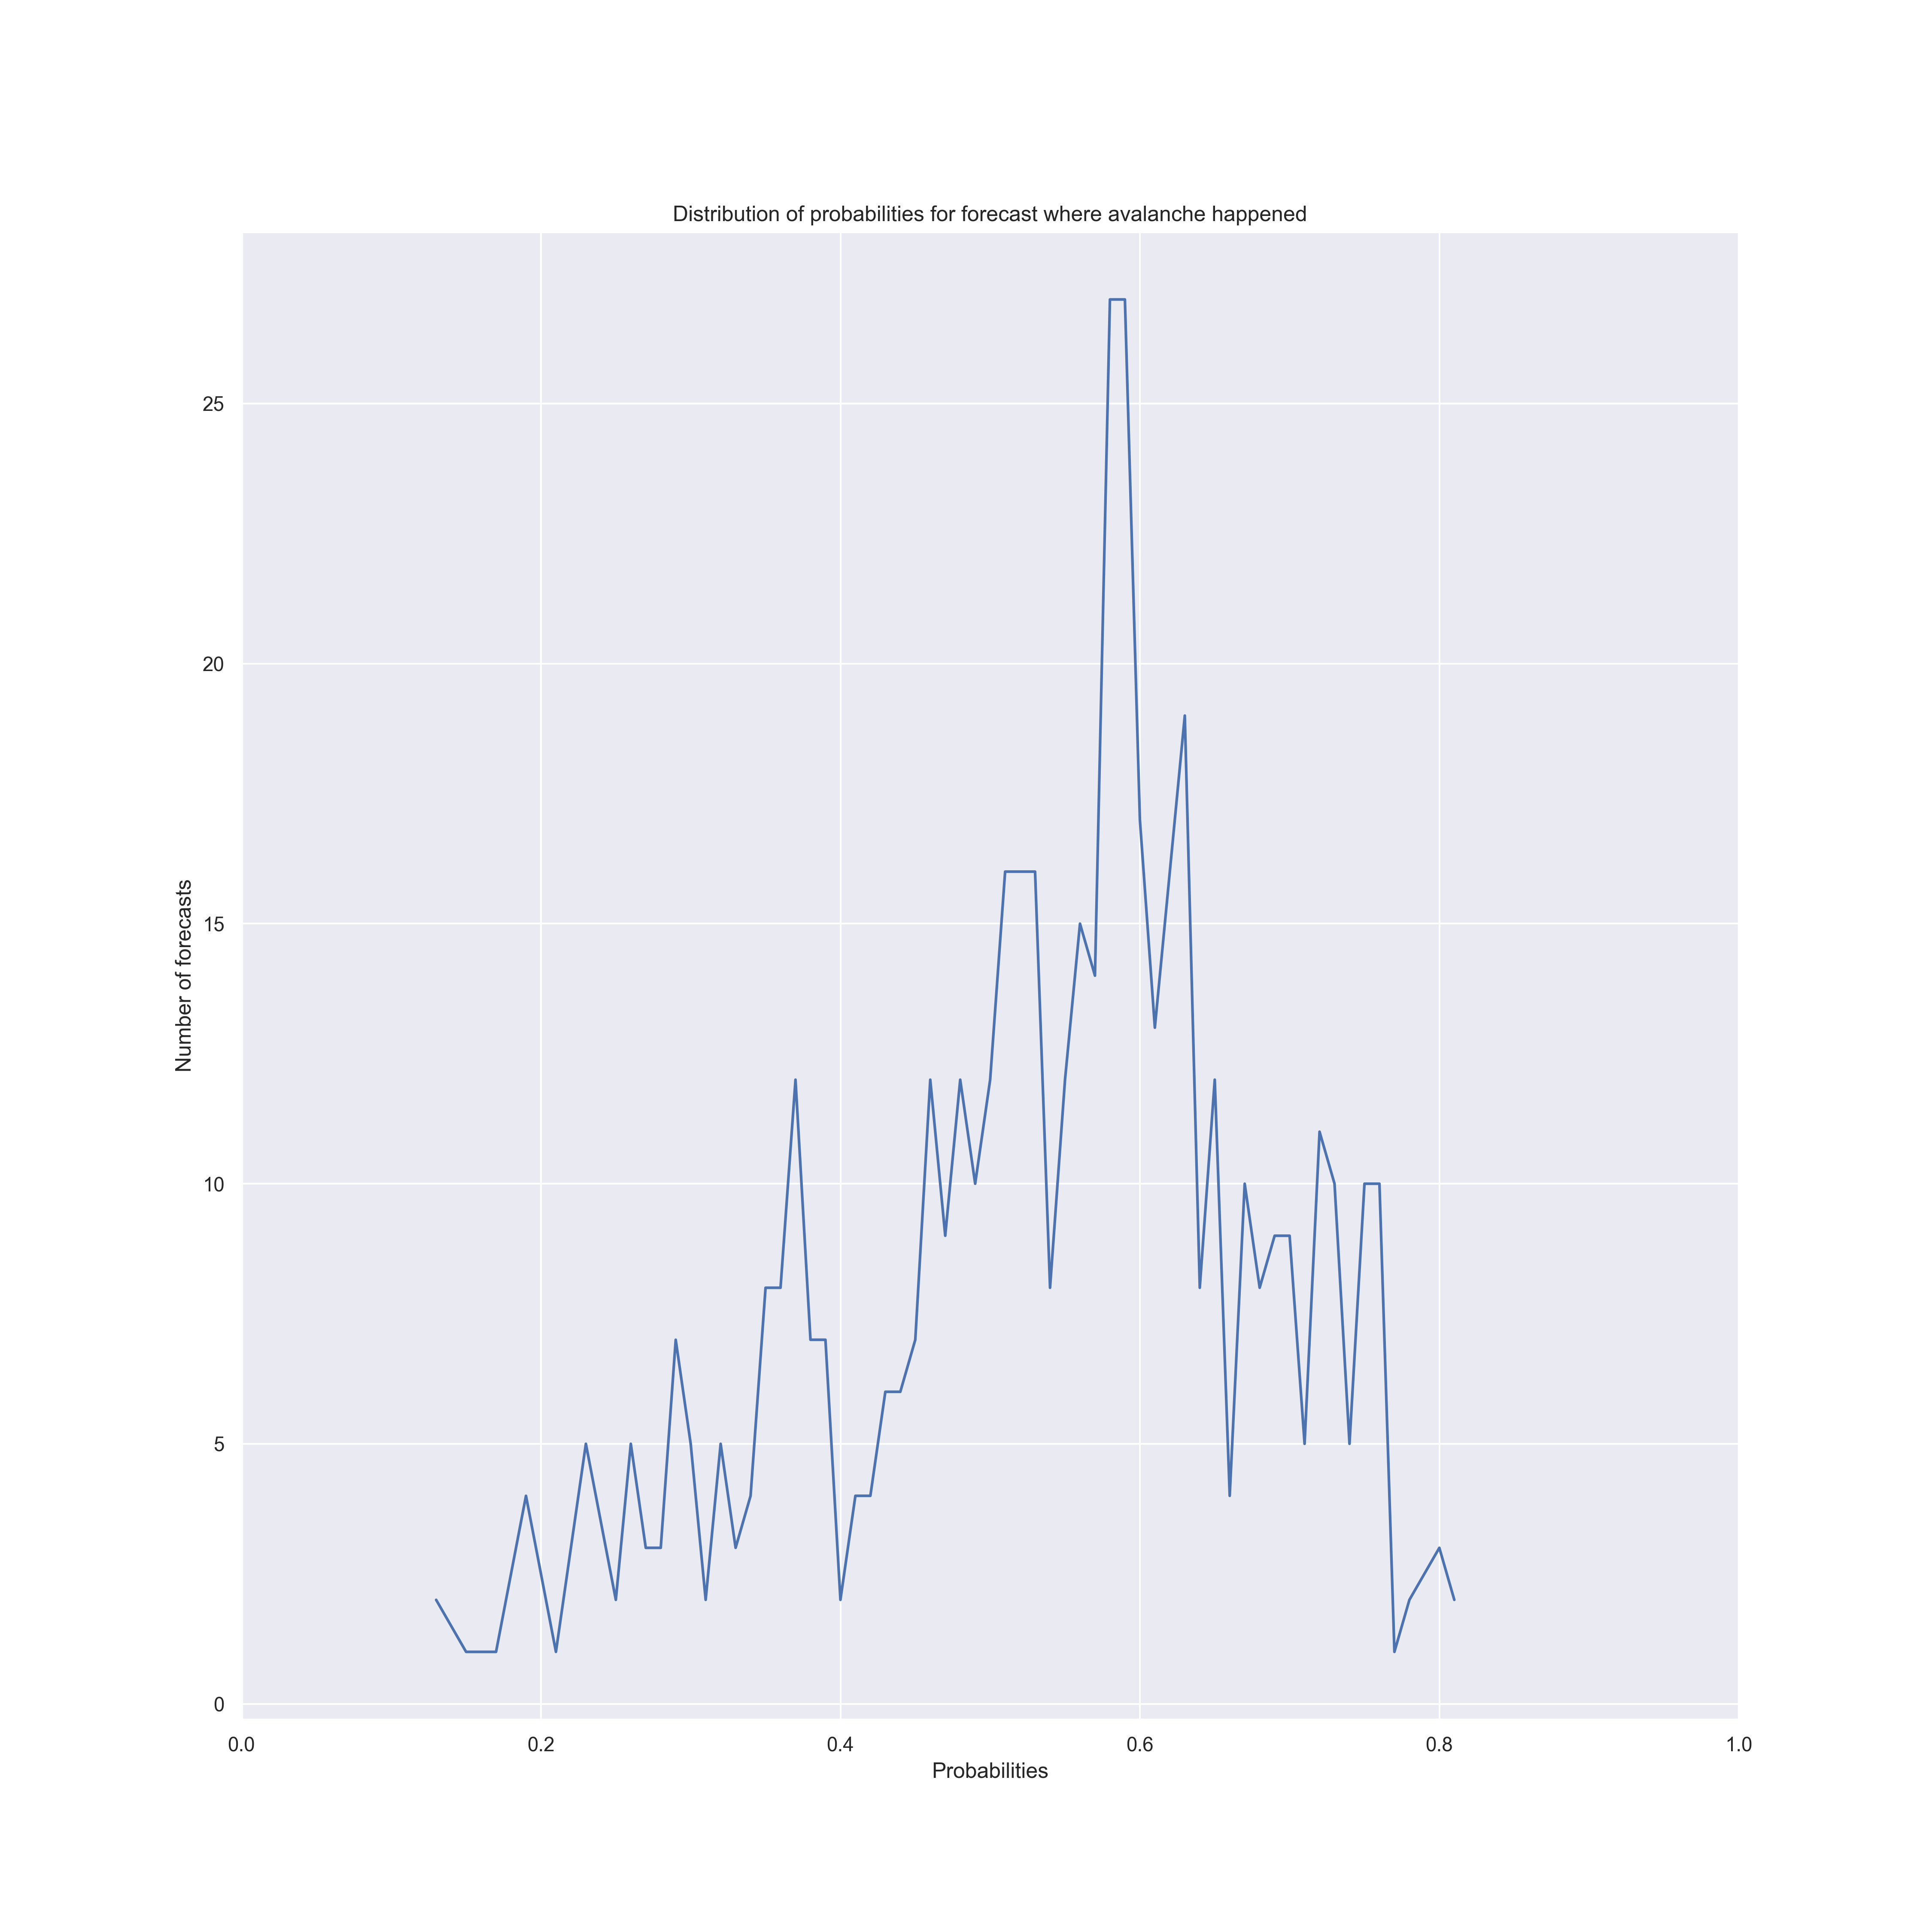 Distribution of probabilities for forecast where avalanche happened
Number of forecasts
25
20
15
10
5
0
0.0 0.2 0.4 0.6 0.8 1.0
Probabilities